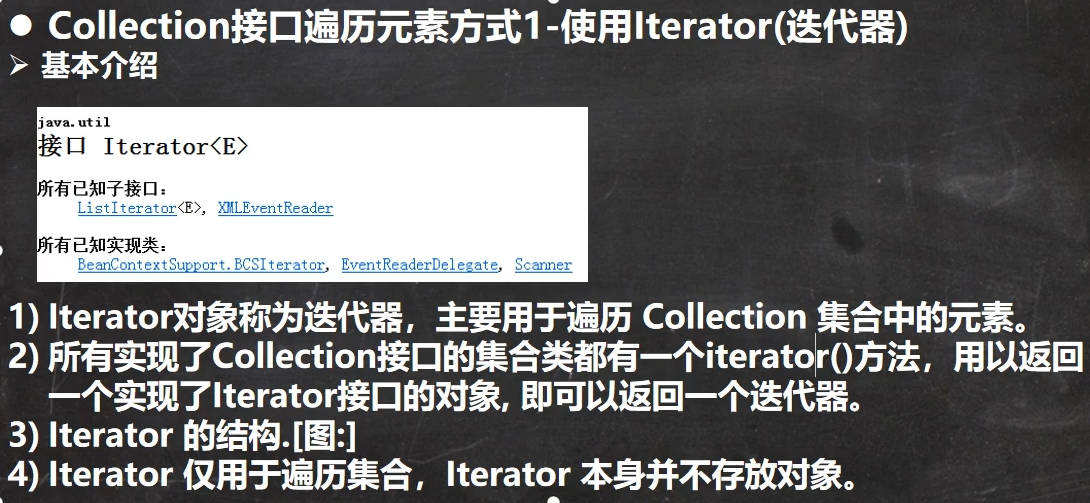 ● Collection接口遍历元素方式1-使用Iterator(迭代器)
➢ 基本介绍
java.util
接口 Iterator<E>
所有已知子接口：
ListIterator<E>, XMLEventReader
所有已知实现类：
BeanContextSupport.BCSIterator, EventReaderDelegate, Scanner
1) Iterator对象称为迭代器，主要用于遍历 Collection 集合中的元素。
2) 所有实现了Collection接口的集合类都有一个iterator()方法，用以返回
一个实现了Iterator接口的对象, 即可以返回一个迭代器。
3) Iterator 的结构.[图:]
4) Iterator 仅用于遍历集合，Iterator 本身并不存放对象。